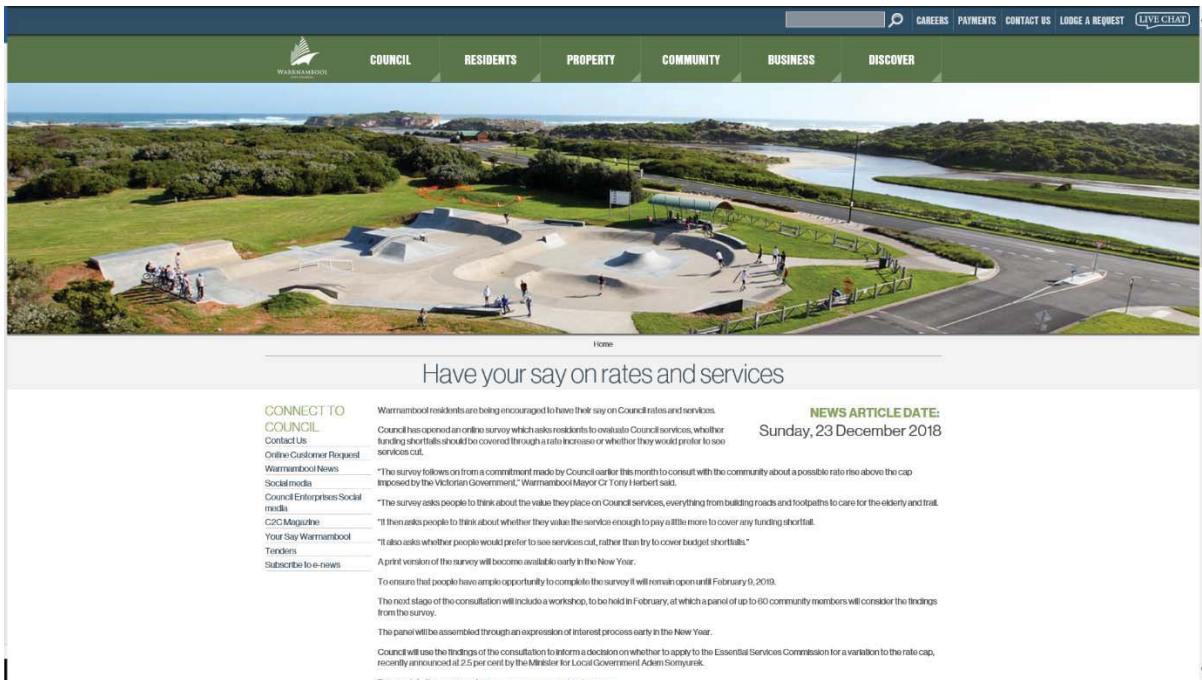 CAREERS PAYMENTS CONTACT US LODGE A REQUEST LIVE CHAT
WARRNAMBOOL
COUNCIL RESIDENTS PROPERTY COMMUNITY BUSINESS DISCOVER
Home
Have your say on rates and services
CONNECT TO
COUNCIL
Contact Us
Online Customer Request
Warrnambool News
Social media
Council Enterprises Social
media
C2C Magazine
Your Say Warrnambool
Tenders
Subscribe to e-news
Warrnambool residents are being encouraged to have their say on Council rates and services.
Council has opened an online survey which asks residents to evaluate Council services, whether
funding shortfalls should be covered through a rate increase or whether they would prefer to see
services cut.
"The survey follows on from a commitment made by Council earlier this month to consult with the community about a possible rate rise above the cap
imposed by the Victorian Government," Warrnambool Mayor Cr Tony Herbert said.
"The survey asks people to think about the value they place on Council services, everything from building roads and footpaths to care for the elderly and frail.
"It then asks people to think about whether they value the service enough to pay a little more to cover any funding shortfall.
"It also asks whether people would prefer to see services cut, rather than try to cover budget shortfalls."
A print version of the survey will become available early in the New Year.
To ensure that people have ample opportunity to complete the survey it will remain open until February 9, 2019.
The next stage of the consultation will include a workshop, to be held in February, at which a panel of up to 60 community members will consider the findings
from the survey.
The panel will be assembled through an expression of interest process early in the New Year.
Council will use the findings of the consultation to inform a decision on whether to apply to the Essential Services Commission for a variation to the rate cap,
recently announced at 2.5 per cent by the Minister for Local Government Adem Somyurek.
NEWS ARTICLE DATE:
Sunday, 23 December 2018